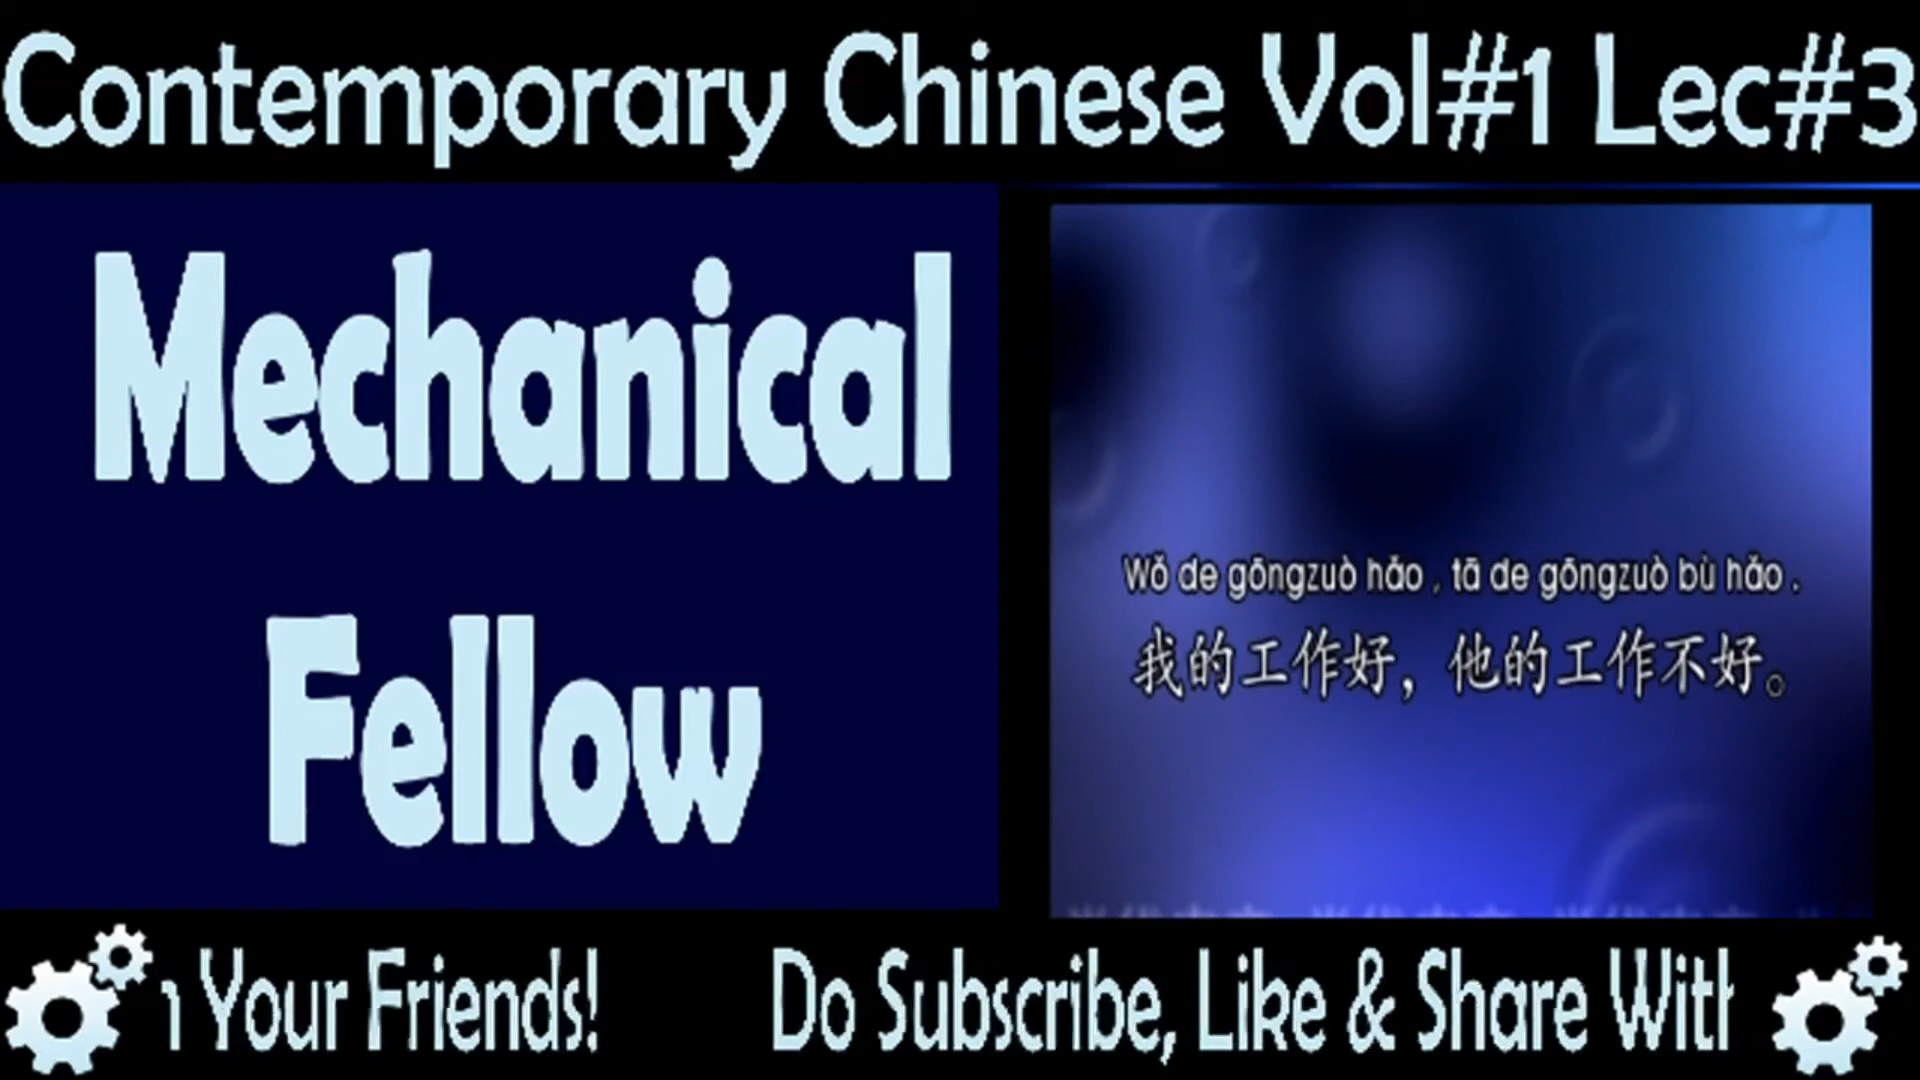 Contemporary Chinese Vol#1 Lec#3
Mechanical
Fellow
Wǒ de gōngzuò hǎo , tā de gōngzuò bù hǎo .
我的工作好，他的工作不好。
Your Friends! Do Subscribe, Like & Share With